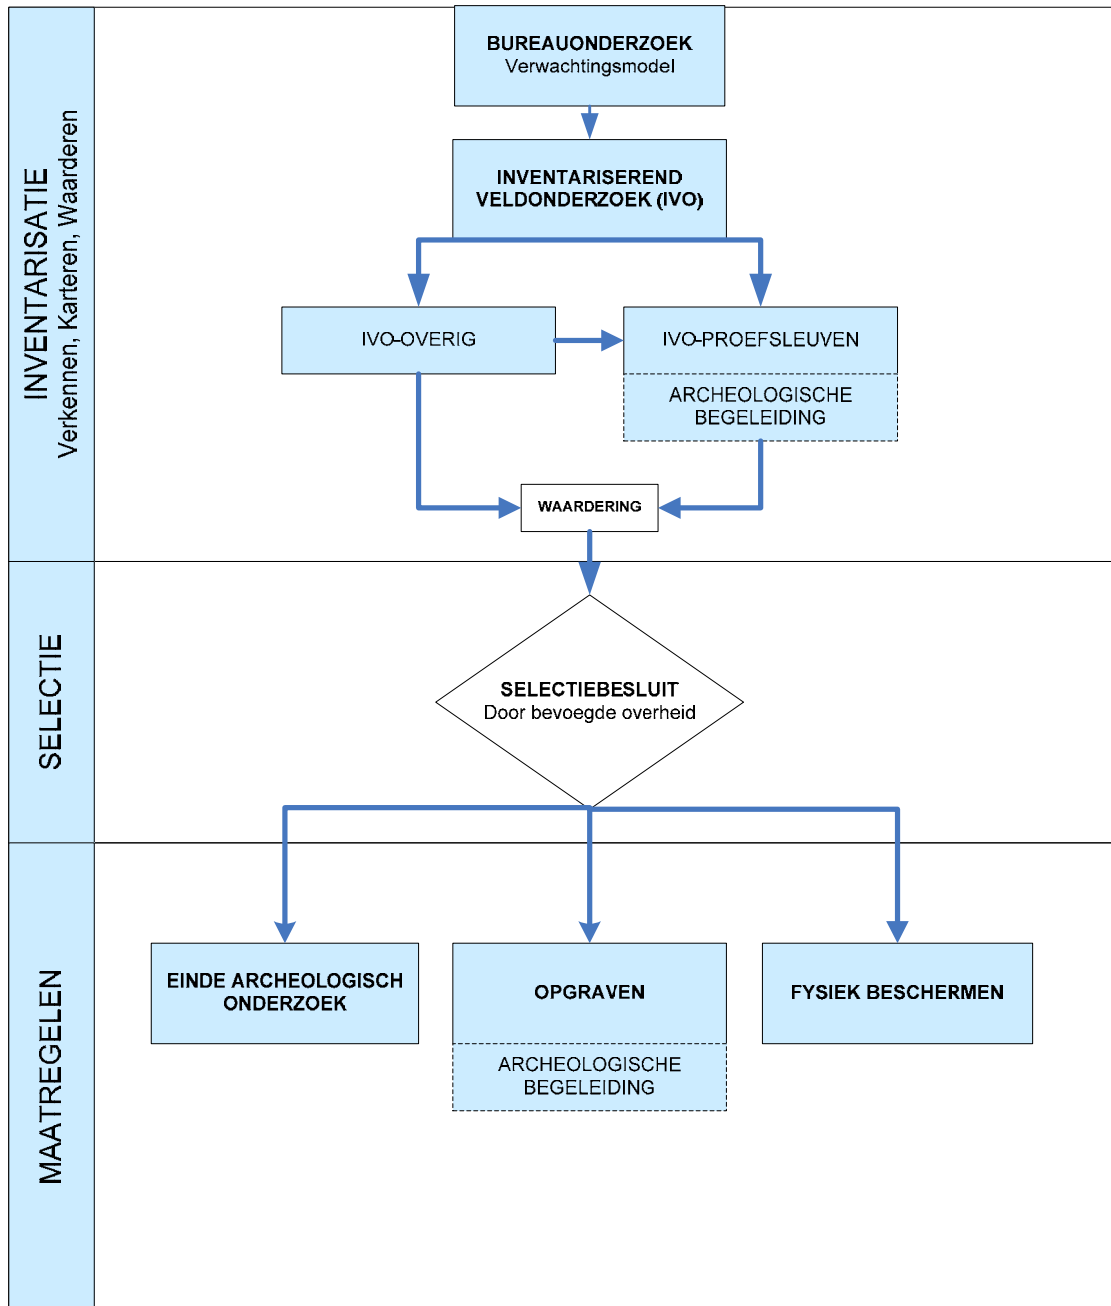 INVENTARISATIE
Verkennen, Karteren, Waarderen
BUREAUONDERZOEK
Verwachtingsmodel
INVENTARISEREND
VELDONDERZOEK (IVO)
IVO-OVERIG
IVO-PROEFSLEUVEN
ARCHEOLOGISCHE
BEGELEIDING
WAARDERING
SELECTIE
SELECTIEBESLUIT
Door bevoegde overheid
MAATREGELEN
EINDE ARCHEOLOGISCH
ONDERZOEK
OPGRAVEN
ARCHEOLOGISCHE
BEGELEIDING
FYSIEK BESCHERMEN